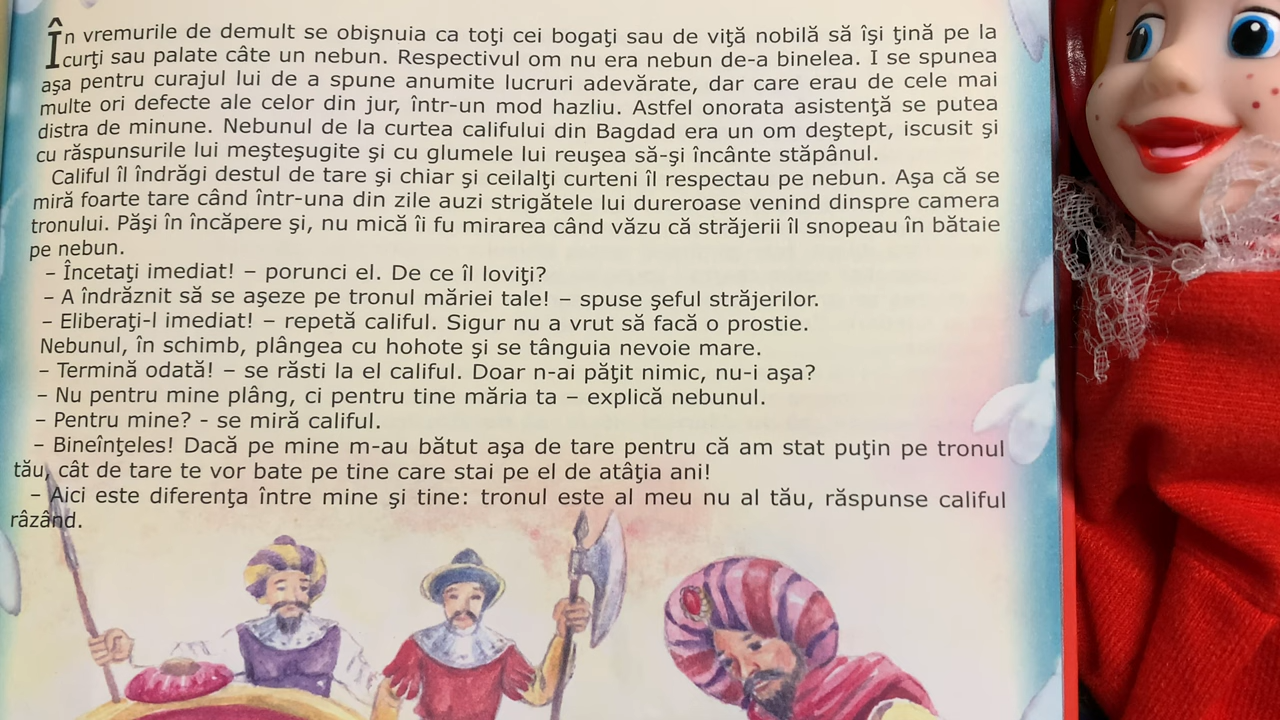 În vremurile de demult se obişnuia ca toţi cei bogaţi sau de viţă nobilă să îşi ţină pe la
curţi sau palate câte un nebun. Respectivul om nu era nebun de-a binelea. I se spunea
aşa pentru curajul lui de a spune anumite lucruri adevărate, dar care erau de cele mai
multe ori defecte ale celor din jur, într-un mod hazliu. Astfel onorata asistenţă se putea
distra de minune. Nebunul de la curtea califului din Bagdad era un om deştept, iscusit şi
cu răspunsurile lui meşteşugite şi cu glumele lui reuşea să-şi încânte stăpânul.
Califul îl îndrăgi destul de tare şi chiar şi ceilalţi curteni îl respectau pe nebun. Aşa că se
miră foarte tare când într-una din zile auzi strigătele lui dureroase venind dinspre camera
tronului. Păşi în încăpere şi, nu mică îi fu mirarea când văzu că străjerii îl snopeau în bătaie
pe nebun.
– Încetaţi imediat! – porunci el. De ce îl loviţi?
– A îndrăznit să se aşeze pe tronul măriei tale! – spuse şeful străjerilor.
– Eliberaţi-l imediat! – repetă califul. Sigur nu a vrut să facă o prostie.
Nebunul, în schimb, plângea cu hohote şi se tânguia nevoie mare.
– Termină odată! – se răsti la el califul. Doar n-ai păţit nimic, nu-i aşa?
– Nu pentru mine plâng, ci pentru tine măria ta – explică nebunul.
– Pentru mine? - se miră califul.
– Bineînţeles! Dacă pe mine m-au bătut aşa de tare pentru că am stat puţin pe tronul
tău, cât de tare te vor bate pe tine care stai pe el de atâţia ani!
– Aici este diferenţa între mine şi tine: tronul este al meu nu al tău, răspunse califul
râzând.